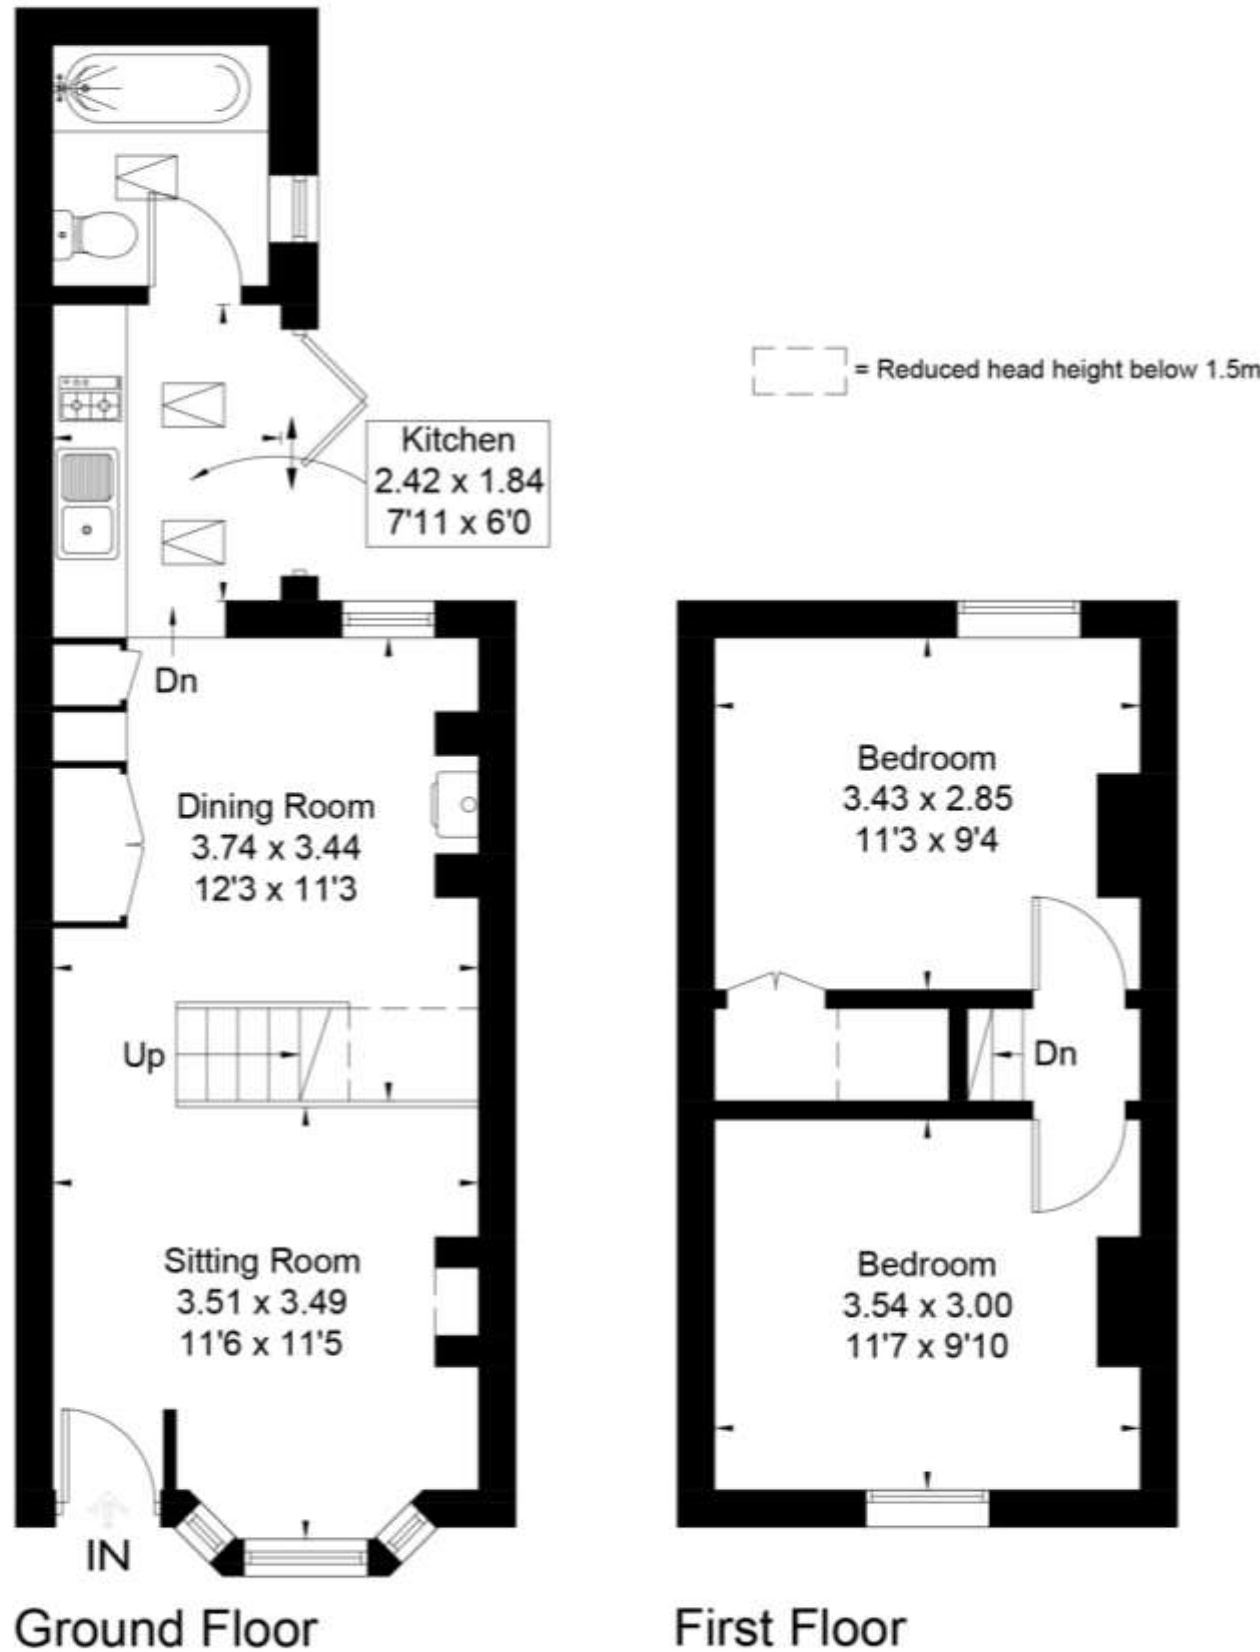 = Reduced head height below 1.5m
Kitchen
2.42 x 1.84
7'11 x 6'0
Dn
Dining Room
3.74 x 3.44
12'3 x 11'3
Up
Sitting Room
3.51 x 3.49
11'6 x 11'5
IN
Ground Floor
Bedroom
3.43 x 2.85
11'3 x 9'4
Dn
Bedroom
3.54 x 3.00
11'7 x 9'10
First Floor